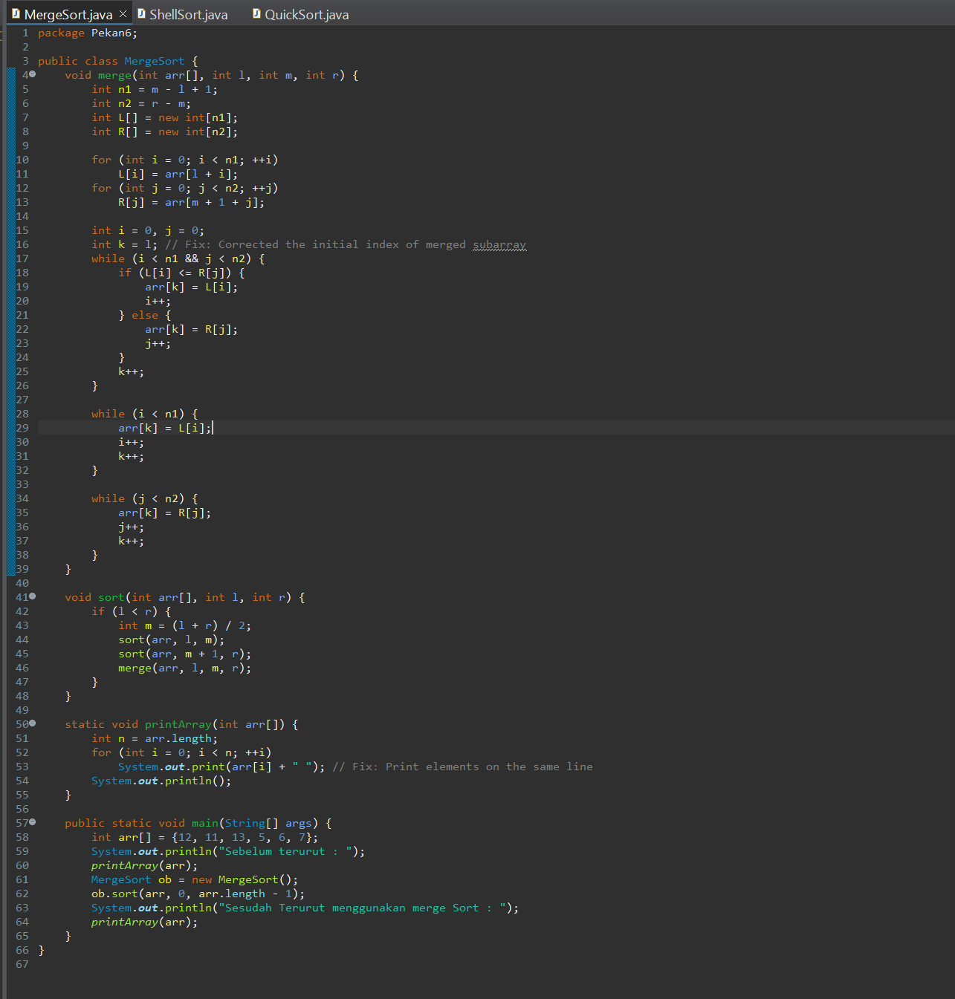 MergeSort.java × ShellSort.java QuickSort.java
1 package Pekan6;
2
3 public class MergeSort {
4 void merge(int arr[], int l, int m, int r) {
5 int n1 = m - l + 1;
6 int n2 = r - m;
7 int L[] = new int[n1];
8 int R[] = new int[n2];
9
10 for (int i = 0; i < n1; ++i)
11 L[i] = arr[l + i];
12 for (int j = 0; j < n2; ++j)
13 R[j] = arr[m + 1 + j];
14
15 int i = 0, j = 0;
16 int k = l; // Fix: Corrected the initial index of merged subarray
17 while (i < n1 && j < n2) {
18 if (L[i] <= R[j]) {
19 arr[k] = L[i];
20 i++;
21 } else {
22 arr[k] = R[j];
23 j++;
24 }
25 k++;
26 }
27
28 while (i < n1) {
29 arr[k] = L[i];
30 i++;
31 k++;
32 }
33
34 while (j < n2) {
35 arr[k] = R[j];
36 j++;
37 k++;
38 }
39 }
40
41 void sort(int arr[], int l, int r) {
42 if (l < r) {
43 int m = (l + r) / 2;
44 sort(arr, l, m);
45 sort(arr, m + 1, r);
46 merge(arr, l, m, r);
47 }
48 }
49
50 static void printArray(int arr[]) {
51 int n = arr.length;
52 for (int i = 0; i < n; ++i)
53 System.out.print(arr[i] + " "); // Fix: Print elements on the same line
54 System.out.println();
55 }
56
57 public static void main(String[] args) {
58 int arr[] = {12, 11, 13, 5, 6, 7};
59 System.out.println("Sebelum terurut : ");
60 printArray(arr);
61 MergeSort ob = new MergeSort();
62 ob.sort(arr, 0, arr.length - 1);
63 System.out.println("Sesudah Terurut menggunakan merge Sort : ");
64 printArray(arr);
65 }
66 }
67